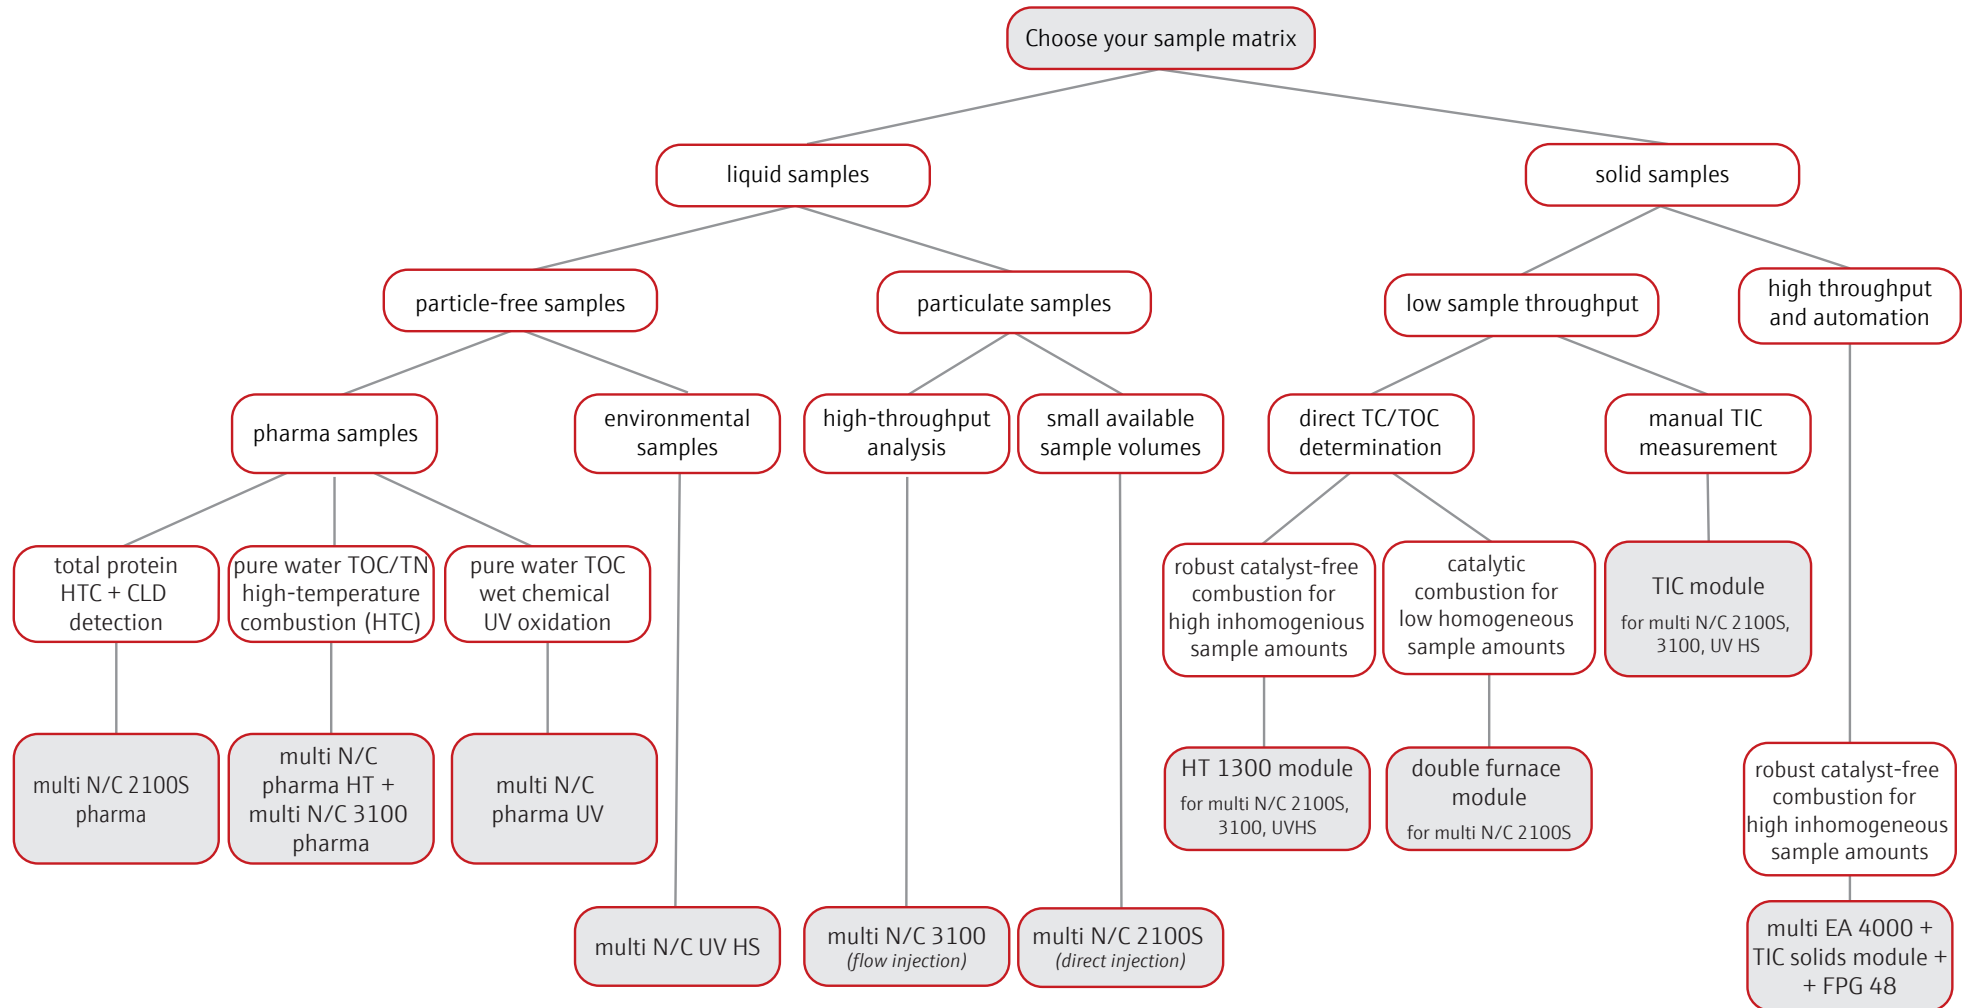 Choose your sample matrix
liquid samples
solid samples
particle-free samples
particulate samples
low sample throughput
high throughput
and automation
pharma samples
environmental
samples
high-throughput
analysis
small available
sample volumes
direct TC/TOC
determination
manual TIC
measurement
total protein
HTC + CLD
detection
pure water TOC/TN
high-temperature
combustion (HTC)
pure water TOC
wet chemical
UV oxidation
robust catalyst-free
combustion for
high inhomogenious
sample amounts
catalytic
combustion for
low homogeneous
sample amounts
TIC module
for multi N/C 2100S,
3100, UV HS
multi N/C 2100S
pharma
multi N/C
pharma HT +
multi N/C 3100
pharma
multi N/C
pharma UV
HT 1300 module
for multi N/C 2100S,
3100, UVHS
double furnace
module
for multi N/C 2100S
robust catalyst-free
combustion for
high inhomogeneous
sample amounts
multi N/C UV HS
multi N/C 3100
(flow injection)
multi N/C 2100S
(direct injection)
multi EA 4000 +
TIC solids module +
+ FPG 48